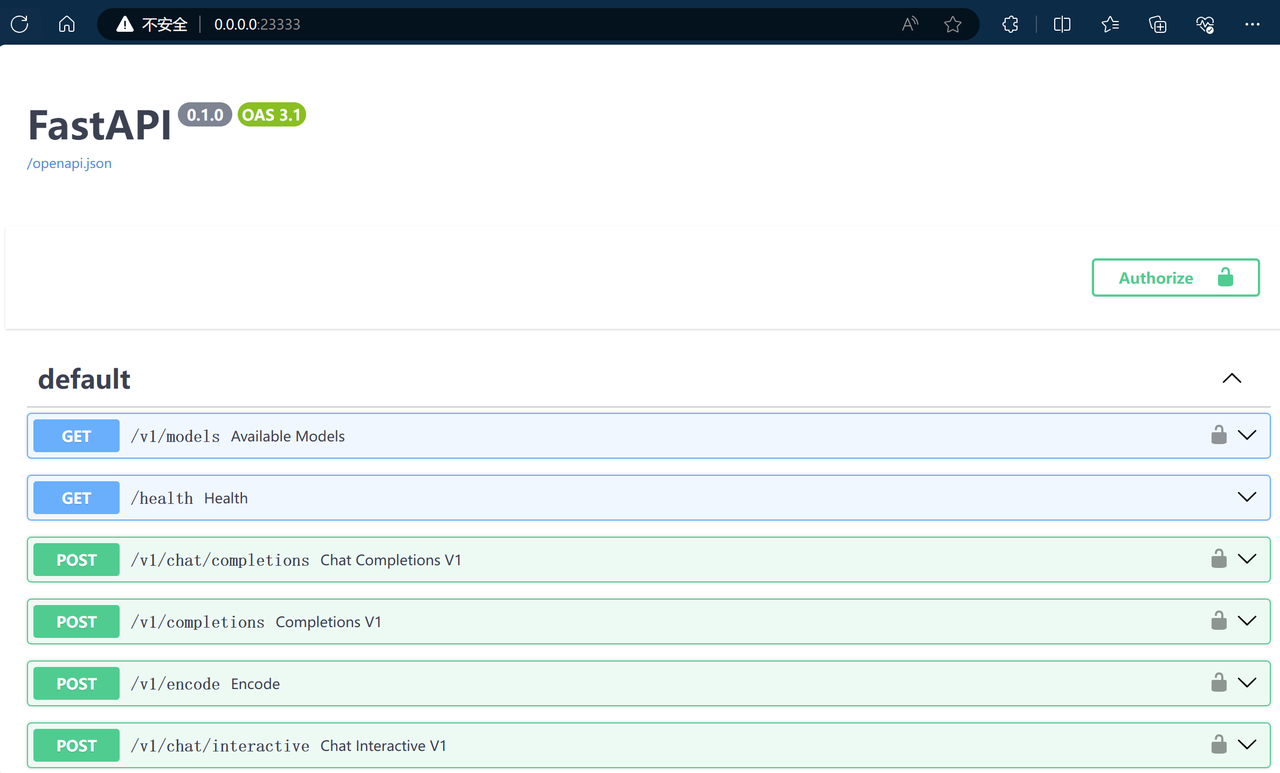 不安全 0.0.0.0:23333
FastAPI 0.1.0 OAS 3.1
/openapi.json
Authorize
default
GET /v1/models Available Models
GET /health Health
POST /v1/chat/completions Chat Completions V1
POST /v1/completions Completions V1
POST /v1/encode Encode
POST /v1/chat/interactive Chat Interactive V1